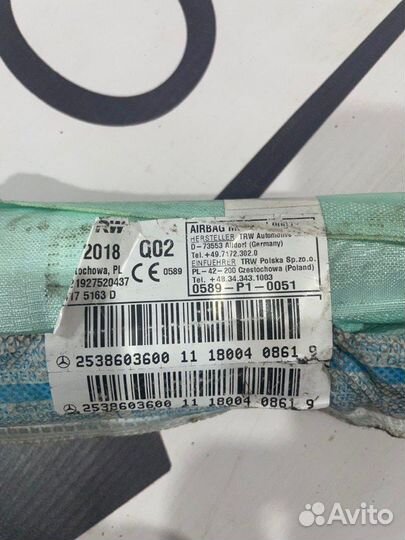 TRW
2018 Q02
tochowa, PL
CE 0589
21927520437
17 5163 D
AIRBAG
HERSTELLER TRW Automotive
D-73553 Alfdorf (Germany)
Tel.+49.7172.302.0
EINFUEHRER TRW Polska Sp.zo.o.
PL-42-200 Czestochowa (Poland)
Tel.+48.34.343.1003
0589-P1-0051
2538603600 11 18004 0861 9
2538603600 11 18004 0861 9
Avito